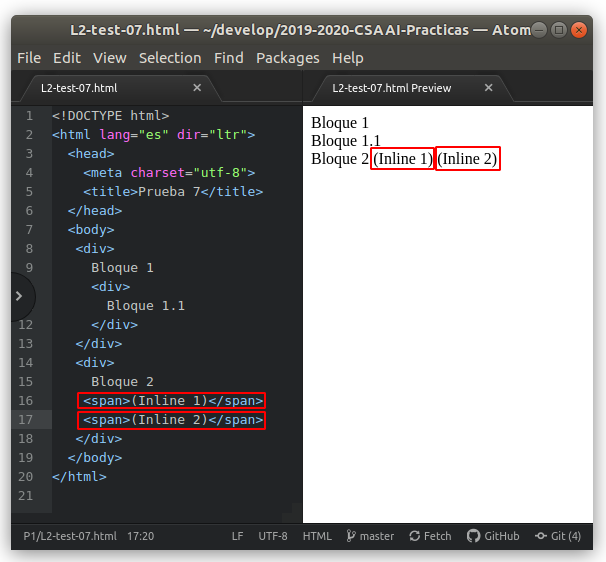 L2-test-07.html — ~/develop/2019-2020-CSAAI-Practicas — Atom
File Edit View Selection Find Packages Help
L2-test-07.html
L2-test-07.html Preview
1 <!DOCTYPE html>
2 <html lang="es" dir="ltr">
3 <head>
4 <meta charset="utf-8">
5 <title>Prueba 7</title>
6 </head>
7 <body>
8 <div>
9 Bloque 1
<div>
Bloque 1.1
12 </div>
13 </div>
14 <div>
15 Bloque 2
16 <span>(Inline 1)</span>
17 <span>(Inline 2)</span>
18 </div>
19 </body>
20 </html>
21
Bloque 1
Bloque 1.1
Bloque 2 (Inline 1) (Inline 2)
P1/L2-test-07.html 17:20 LF UTF-8 HTML master Fetch GitHub Git (4)